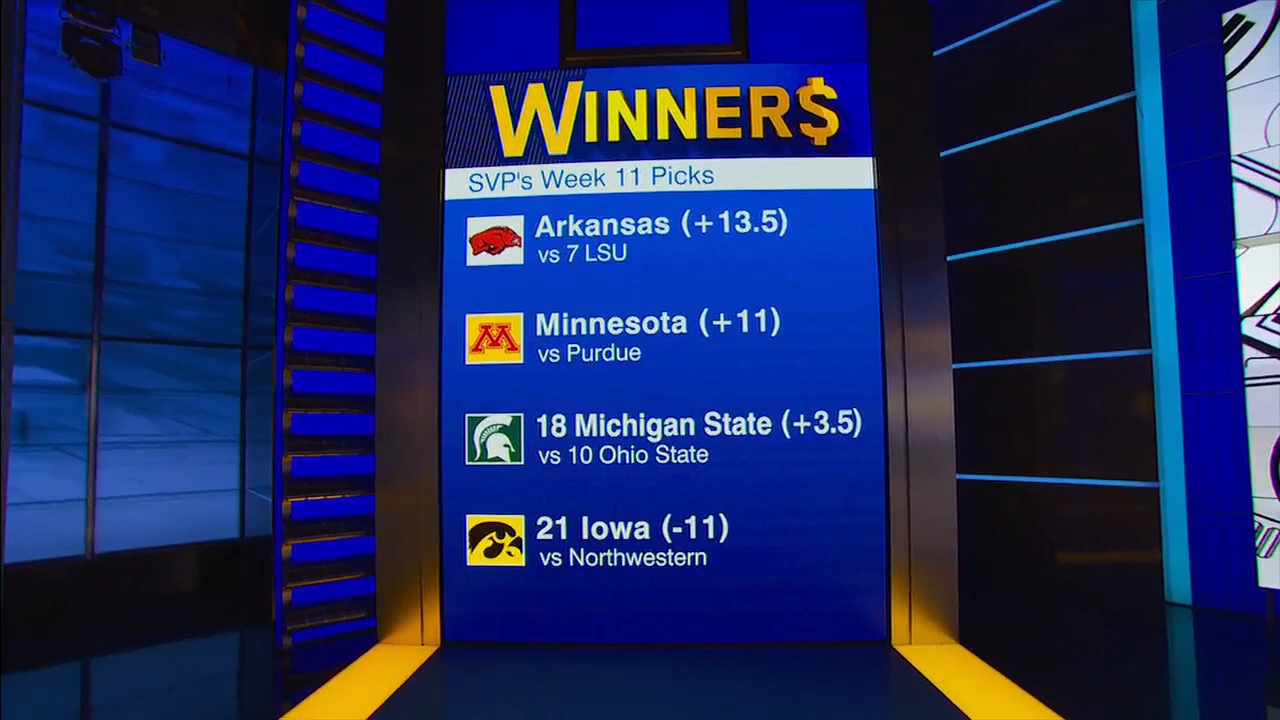 WINNER$
SVP's Week 11 Picks
Arkansas (+13.5)
vs 7 LSU
Minnesota (+11)
vs Purdue
18 Michigan State (+3.5)
vs 10 Ohio State
21 Iowa (-11)
vs Northwestern